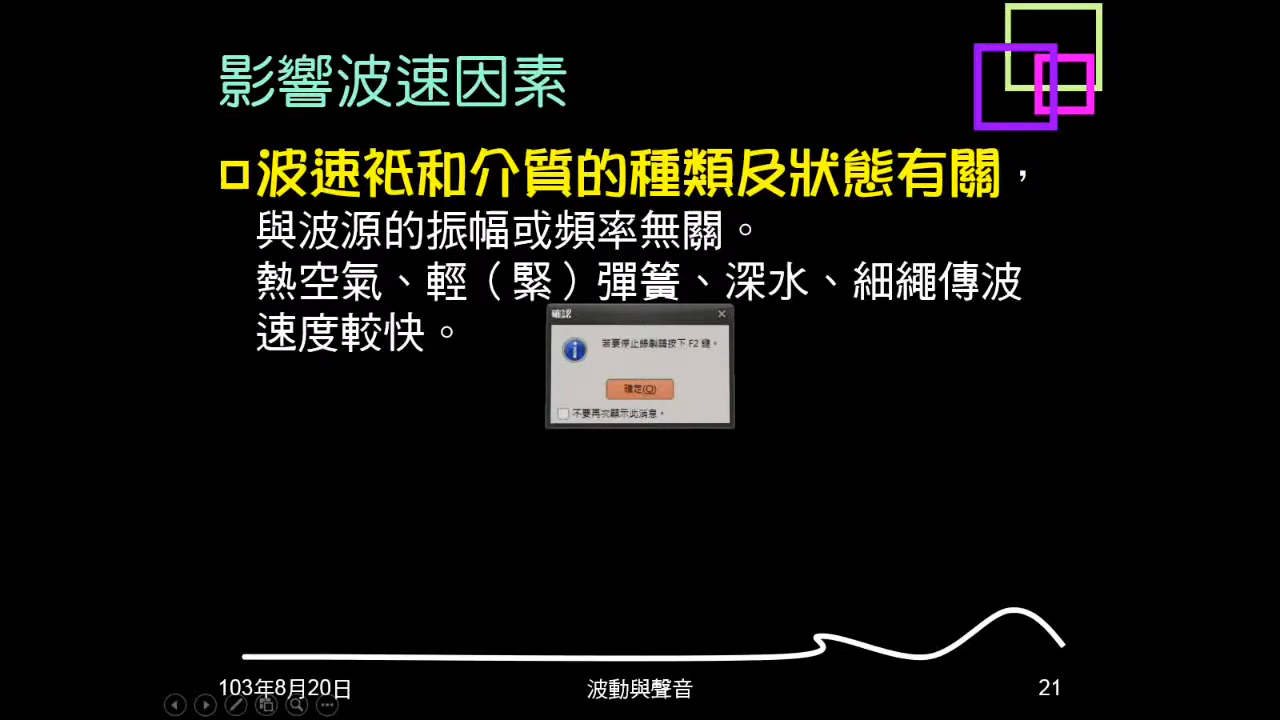 影響波速因素
波速祇和介質的種類及狀態有關，
與波源的振幅或頻率無關。
熱空氣、輕（緊）彈簧、深水、細繩傳波
速度較快。
確認
若要停止錄製請按下 F2 鍵。
確定(O)
不要再次顯示此消息。
103年8月20日
波動與聲音
21